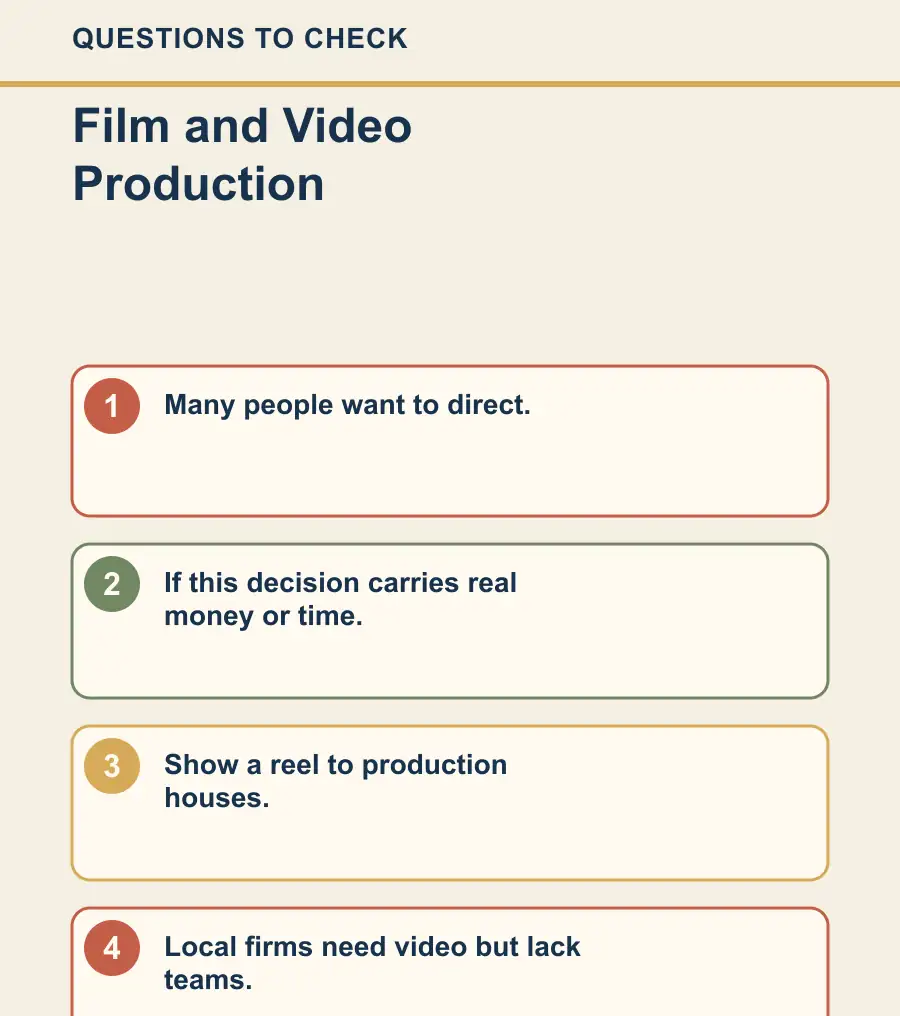 QUESTIONS TO CHECK
Film and Video
Production
1
Many people want to direct.
2
If this decision carries real
money or time.
3
Show a reel to production
houses.
4
Local firms need video but lack
teams.